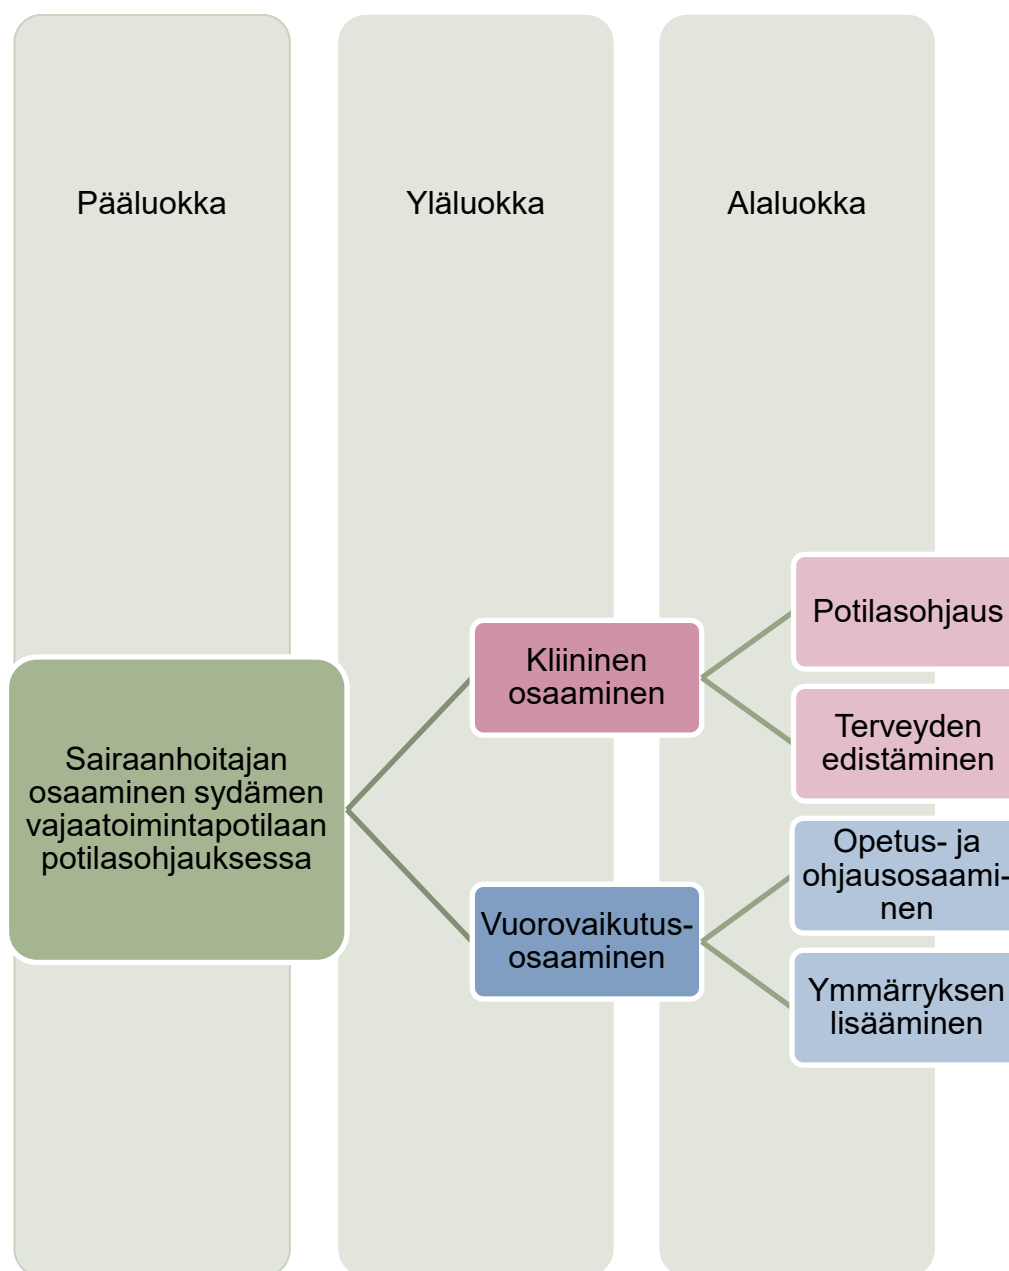 Pääluokka
Yläluokka
Alaluokka
Sairaanhoitajan
osaaminen sydämen
vajaatoimintapotilaan
potilasohjauksessa
Kliininen
osaaminen
Vuorovaikutus-
osaaminen
Potilasohjaus
Terveyden
edistäminen
Opetus- ja
ohjausosaami-
nen
Ymmärryksen
lisääminen